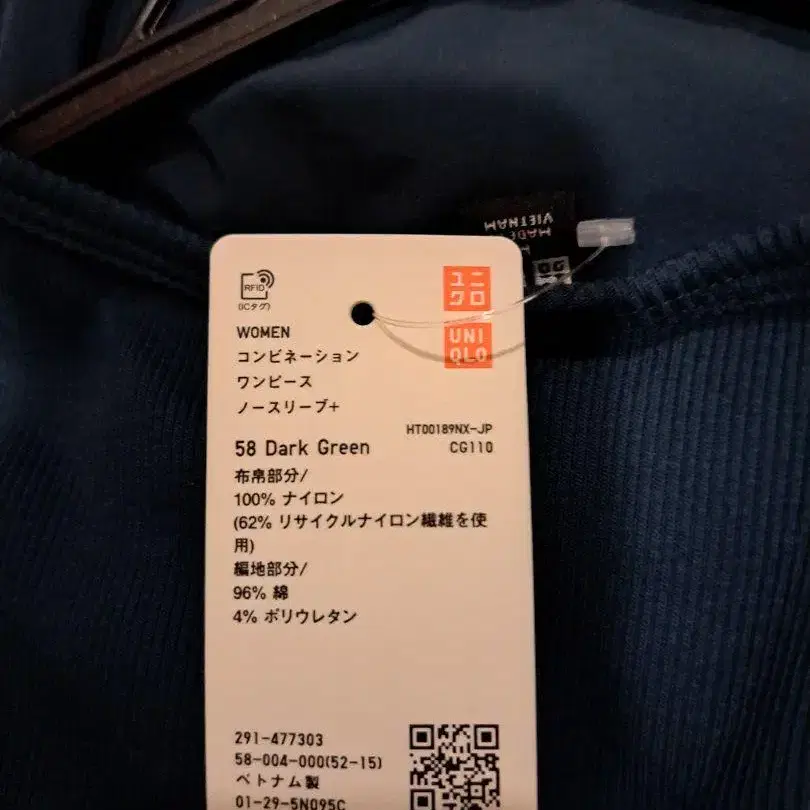 MADE IN
VIETNAM
RFID
(ICタグ)
ユニ
クロ
UNI
QLO
WOMEN
コンビネーション
ワンピース
ノースリーブ+
HT00189NX-JP
58 Dark Green
CG110
布帛部分/
100% ナイロン
(62% リサイクルナイロン繊維を使
用)
編地部分/
96% 綿
4% ポリウレタン
291-477303
58-004-000(52-15)
ベトナム製
01-29-5N095C